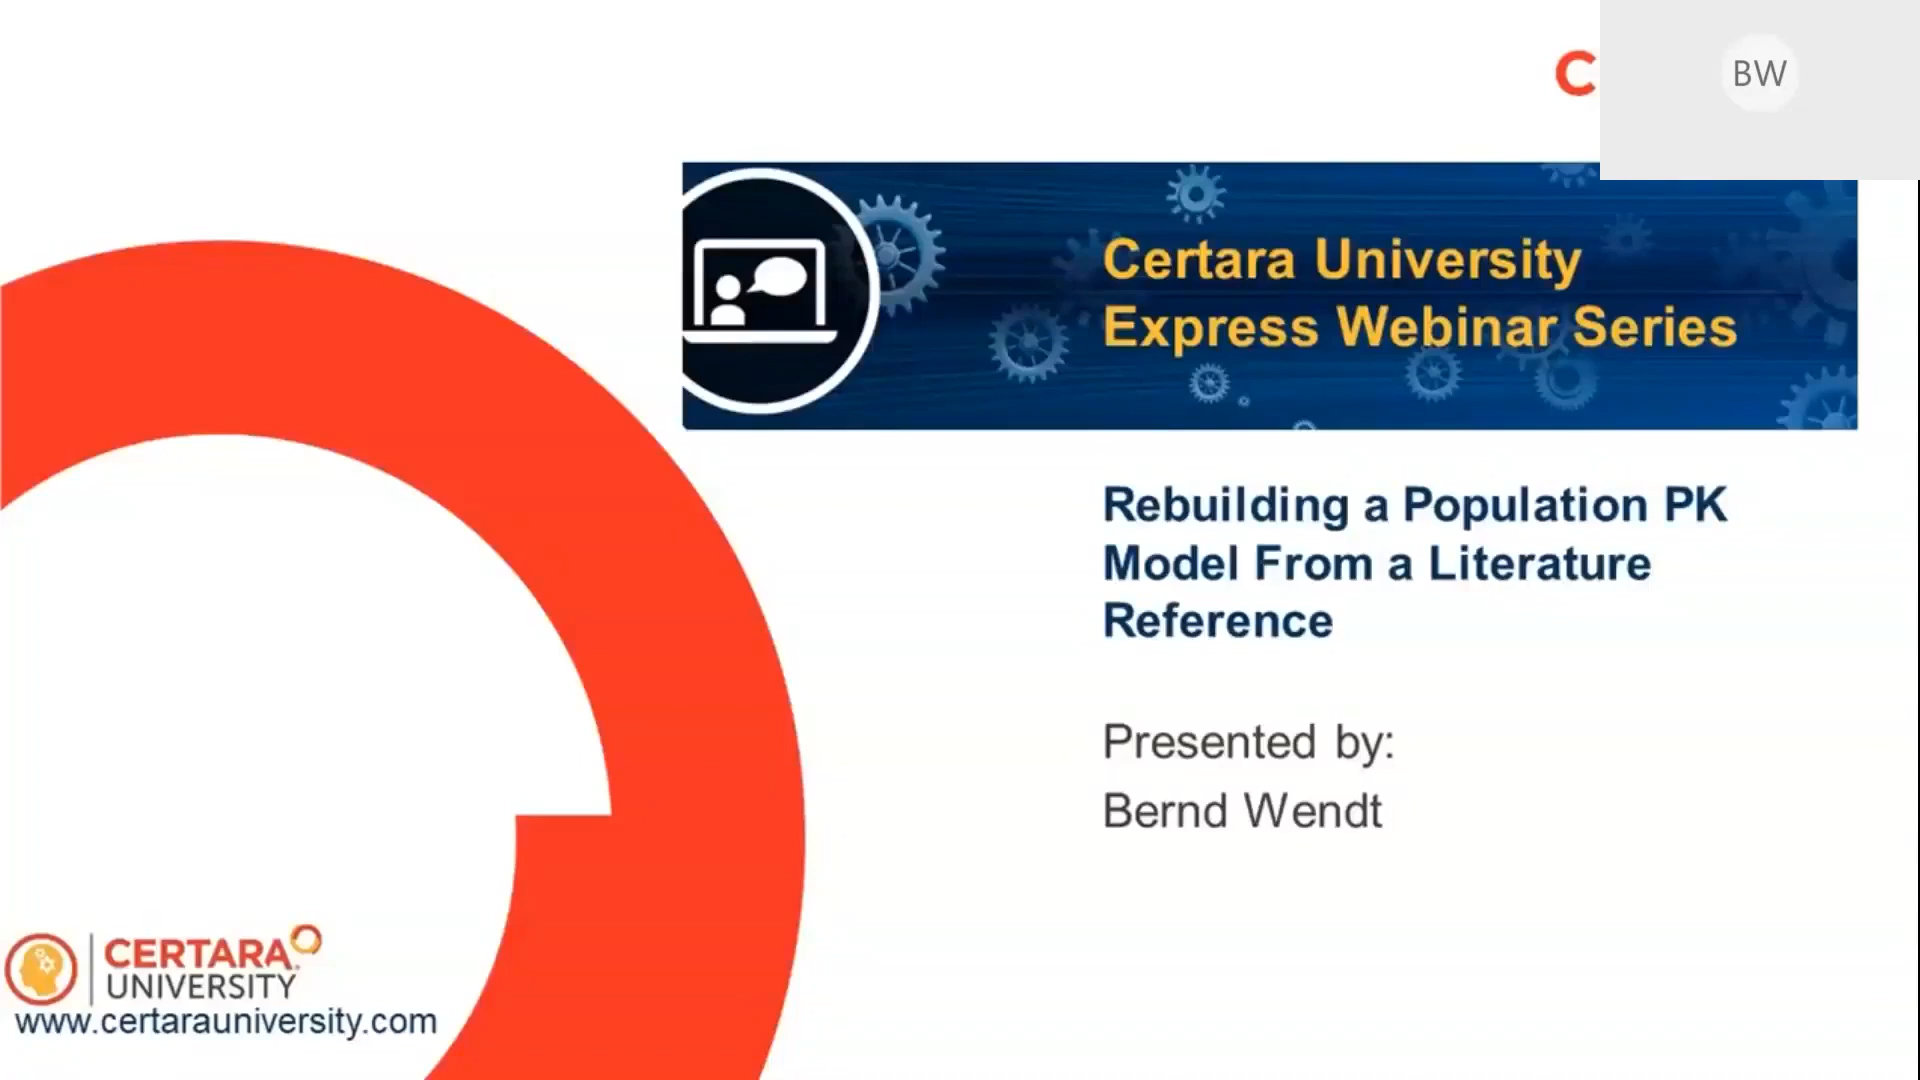 C
BW
Certara University
Express Webinar Series
Rebuilding a Population PK
Model From a Literature
Reference
Presented by:
Bernd Wendt
CERTARA
UNIVERSITY
www.certarauniversity.com